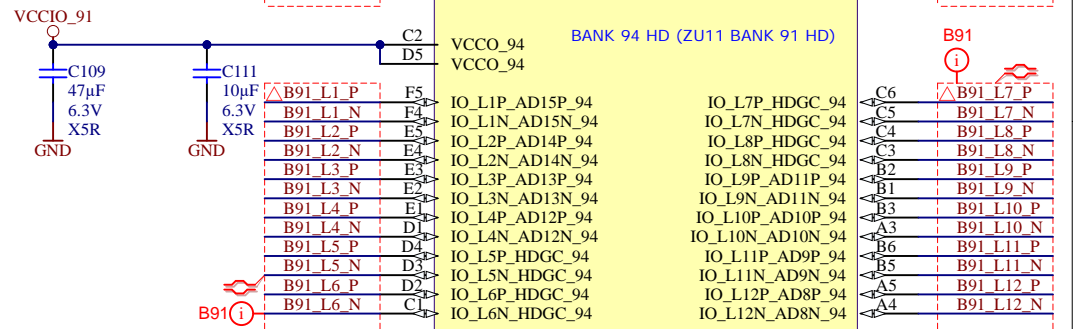 VCCIO_91
C109
47µF
6.3V
X5R
GND
C111
10µF
6.3V
X5R
GND
BANK 94 HD (ZU11 BANK 91 HD)
C2 VCCO_94
D5 VCCO_94
B91_L1_P F5 IO_L1P_AD15P_94
B91_L1_N F4 IO_L1N_AD15N_94
B91_L2_P E5 IO_L2P_AD14P_94
B91_L2_N E4 IO_L2N_AD14N_94
B91_L3_P E3 IO_L3P_AD13P_94
B91_L3_N E2 IO_L3N_AD13N_94
B91_L4_P E1 IO_L4P_AD12P_94
B91_L4_N D1 IO_L4N_AD12N_94
B91_L5_P D4 IO_L5P_HDGC_94
B91_L5_N D3 IO_L5N_HDGC_94
B91_L6_P D2 IO_L6P_HDGC_94
B91_L6_N C1 IO_L6N_HDGC_94
B91 i
B91
i
IO_L7P_HDGC_94 C6 B91_L7_P
IO_L7N_HDGC_94 C5 B91_L7_N
IO_L8P_HDGC_94 C4 B91_L8_P
IO_L8N_HDGC_94 C3 B91_L8_N
IO_L9P_AD11P_94 B2 B91_L9_P
IO_L9N_AD11N_94 B1 B91_L9_N
IO_L10P_AD10P_94 B3 B91_L10_P
IO_L10N_AD10N_94 A3 B91_L10_N
IO_L11P_AD9P_94 B6 B91_L11_P
IO_L11N_AD9N_94 B5 B91_L11_N
IO_L12P_AD8P_94 A5 B91_L12_P
IO_L12N_AD8N_94 A4 B91_L12_N